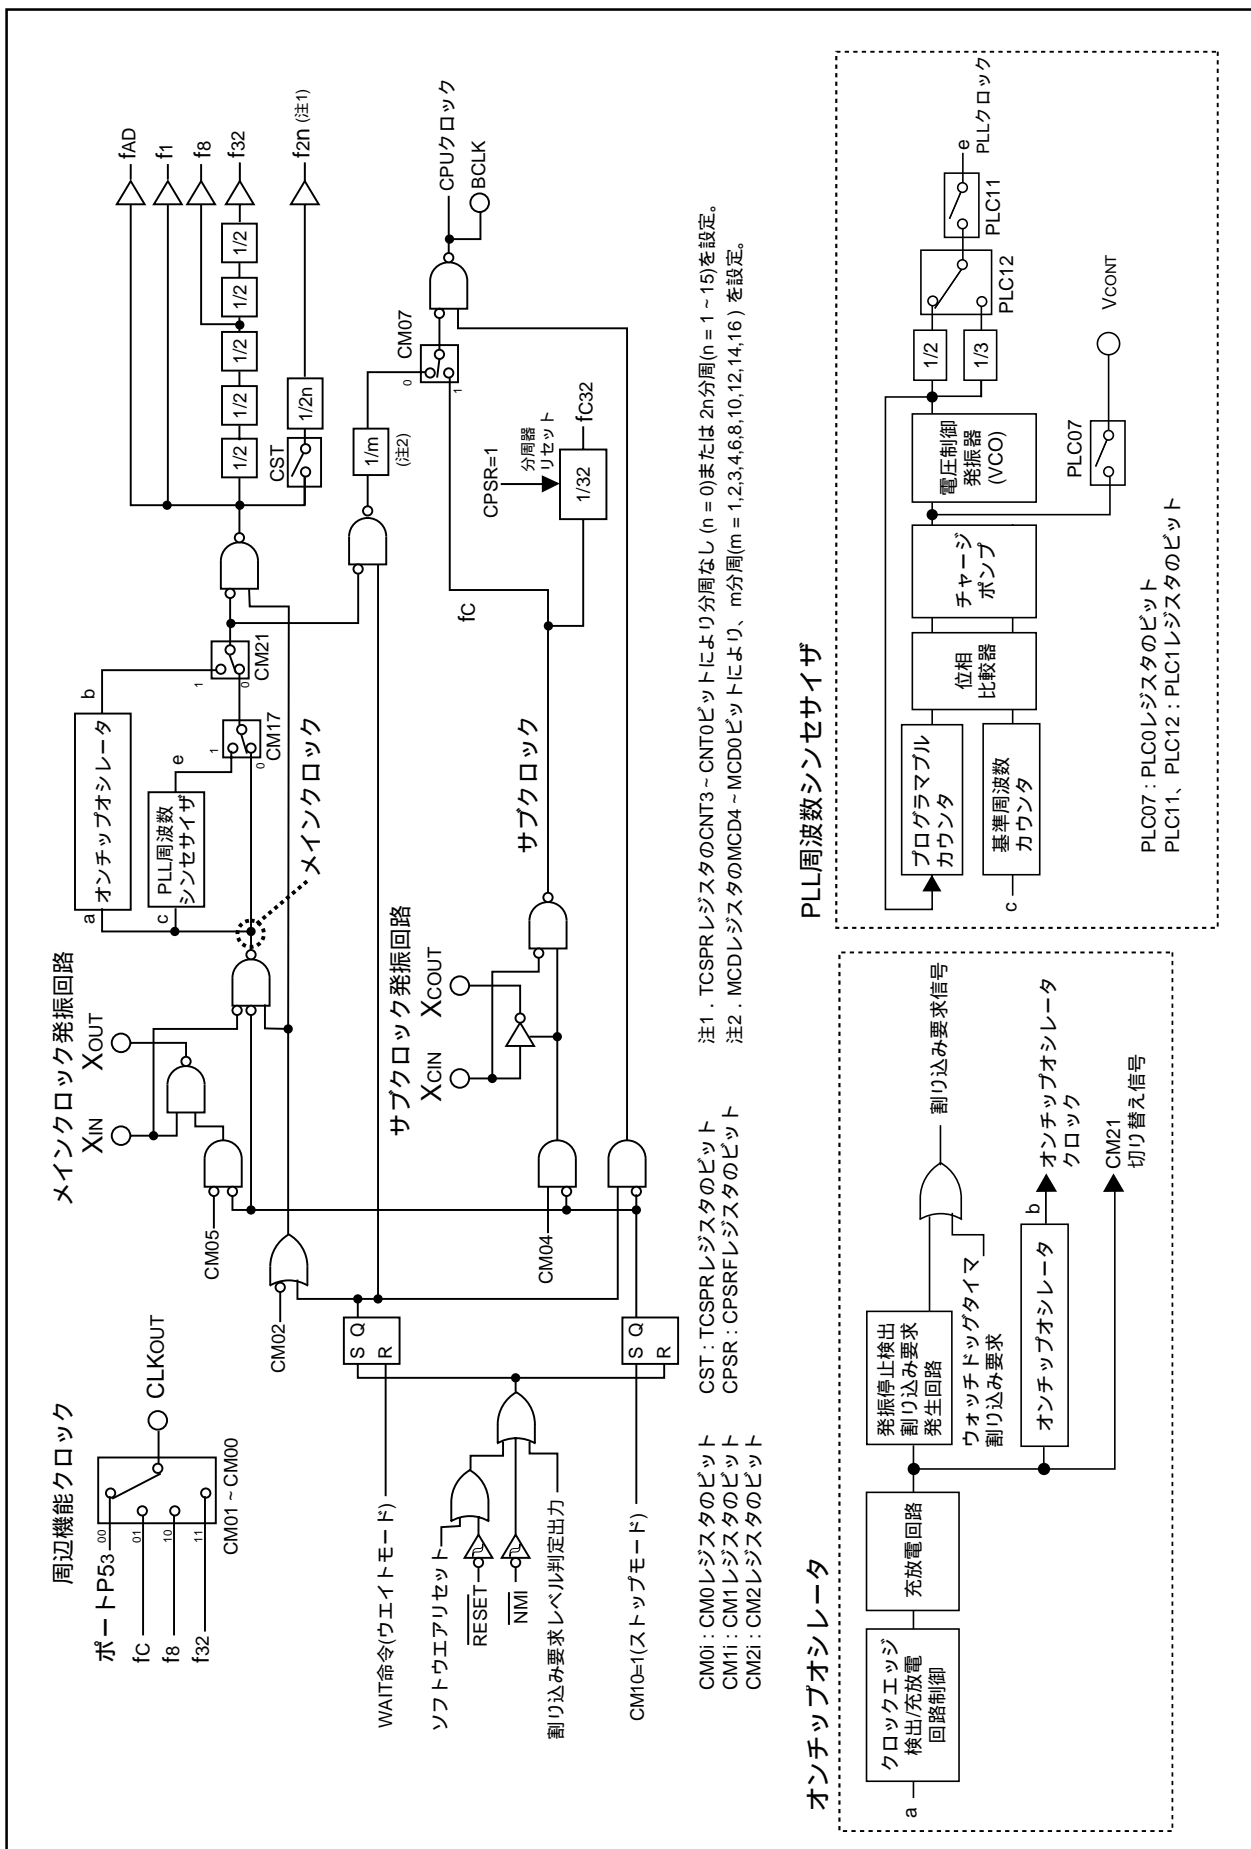 周辺機能クロック
ポートP53
fC
f8
f32
00
01
10
11
CLKOUT
CM01 ~ CM00
メインクロック発振回路
XIN
XOUT
CM05
CM02
a
オンチップオシレータ
b
c
PLL周波数
シンセサイザ
e
メインクロック
1
0
CM17
1
0
CM21
fAD
f1
f8
f32
f2n (注1)
1/2
1/2
1/2
1/2
1/2
CST
1/2n
1/m
(注2)
0
1
CM07
CPUクロック
BCLK
fC
CPSR=1
分周器
リセット
1/32
fC32
サブクロック
サブクロック発振回路
XCIN
XCOUT
CM04
S Q
R
S Q
R
WAIT命令(ウエイトモード)
ソフトウエアリセット
RESET
NMI
割り込み要求レベル判定出力
CM10=1(ストップモード)
CM0i : CM0レジスタのビット
CM1i : CM1レジスタのビット
CM2i : CM2レジスタのビット
CST : TCSPRレジスタのビット
CPSR : CPSRFレジスタのビット
注1．TCSPRレジスタのCNT3 ~ CNT0ビットにより分周なし (n = 0)または 2n分周(n = 1 ~ 15)を設定。
注2．MCDレジスタのMCD4 ~ MCD0ビットにより、 m分周(m = 1,2,3,4,6,8,10,12,14,16 ) を設定。
オンチップオシレータ
a
クロックエッジ
検出/充放電
回路制御
充放電回路
発振停止検出
割り込み要求
発生回路
ウォッチドッグタイマ
割り込み要求
割り込み要求信号
オンチップオシレータ
b
オンチップオシレータ
クロック
CM21
切り替え信号
PLL周波数シンセサイザ
プログラマブル
カウンタ
c
基準周波数
カウンタ
位相
比較器
チャージ
ポンプ
電圧制御
発振器
(VCO)
1/2
1/3
PLC12
PLC11
e
PLLクロック
PLC07
VCONT
PLC07 : PLC0レジスタのビット
PLC11、PLC12 : PLC1レジスタのビット